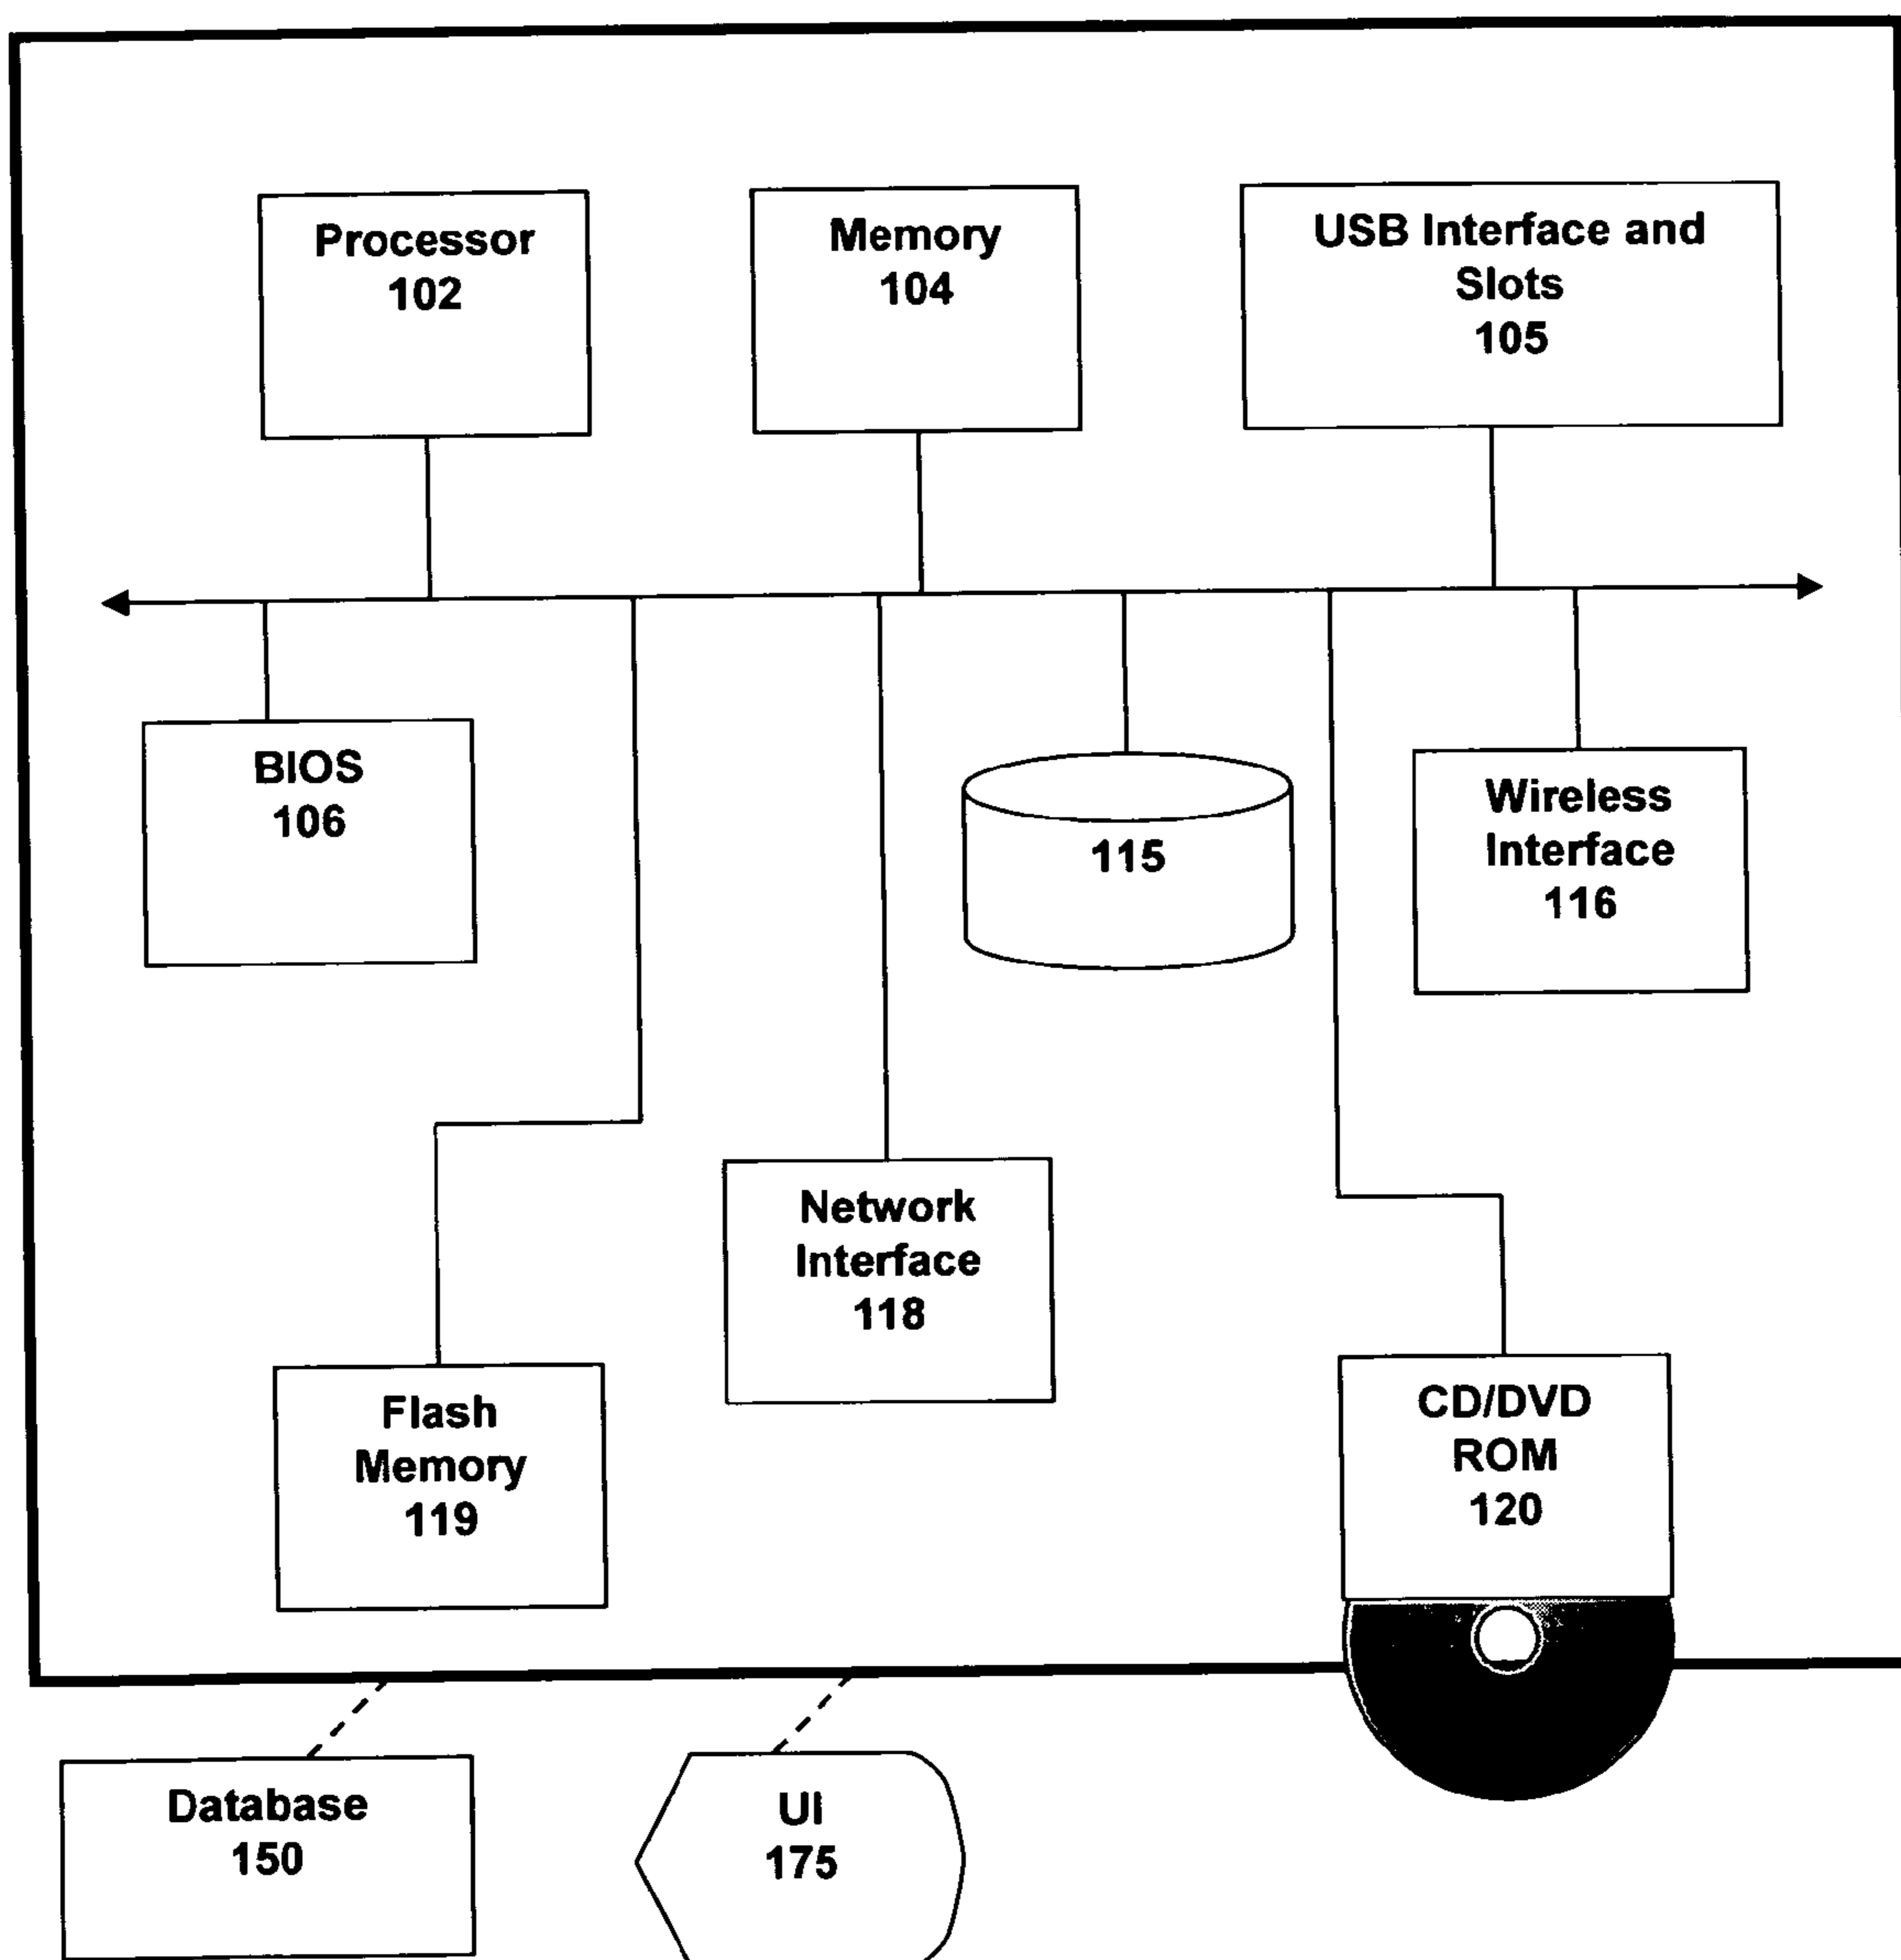 Processor
102
Memory
104
USB Interface and
Slots
105
BIOS
106
115
Wireless
Interface
116
Network
Interface
118
Flash
Memory
119
CD/DVD
ROM
120
Database
150
UI
175